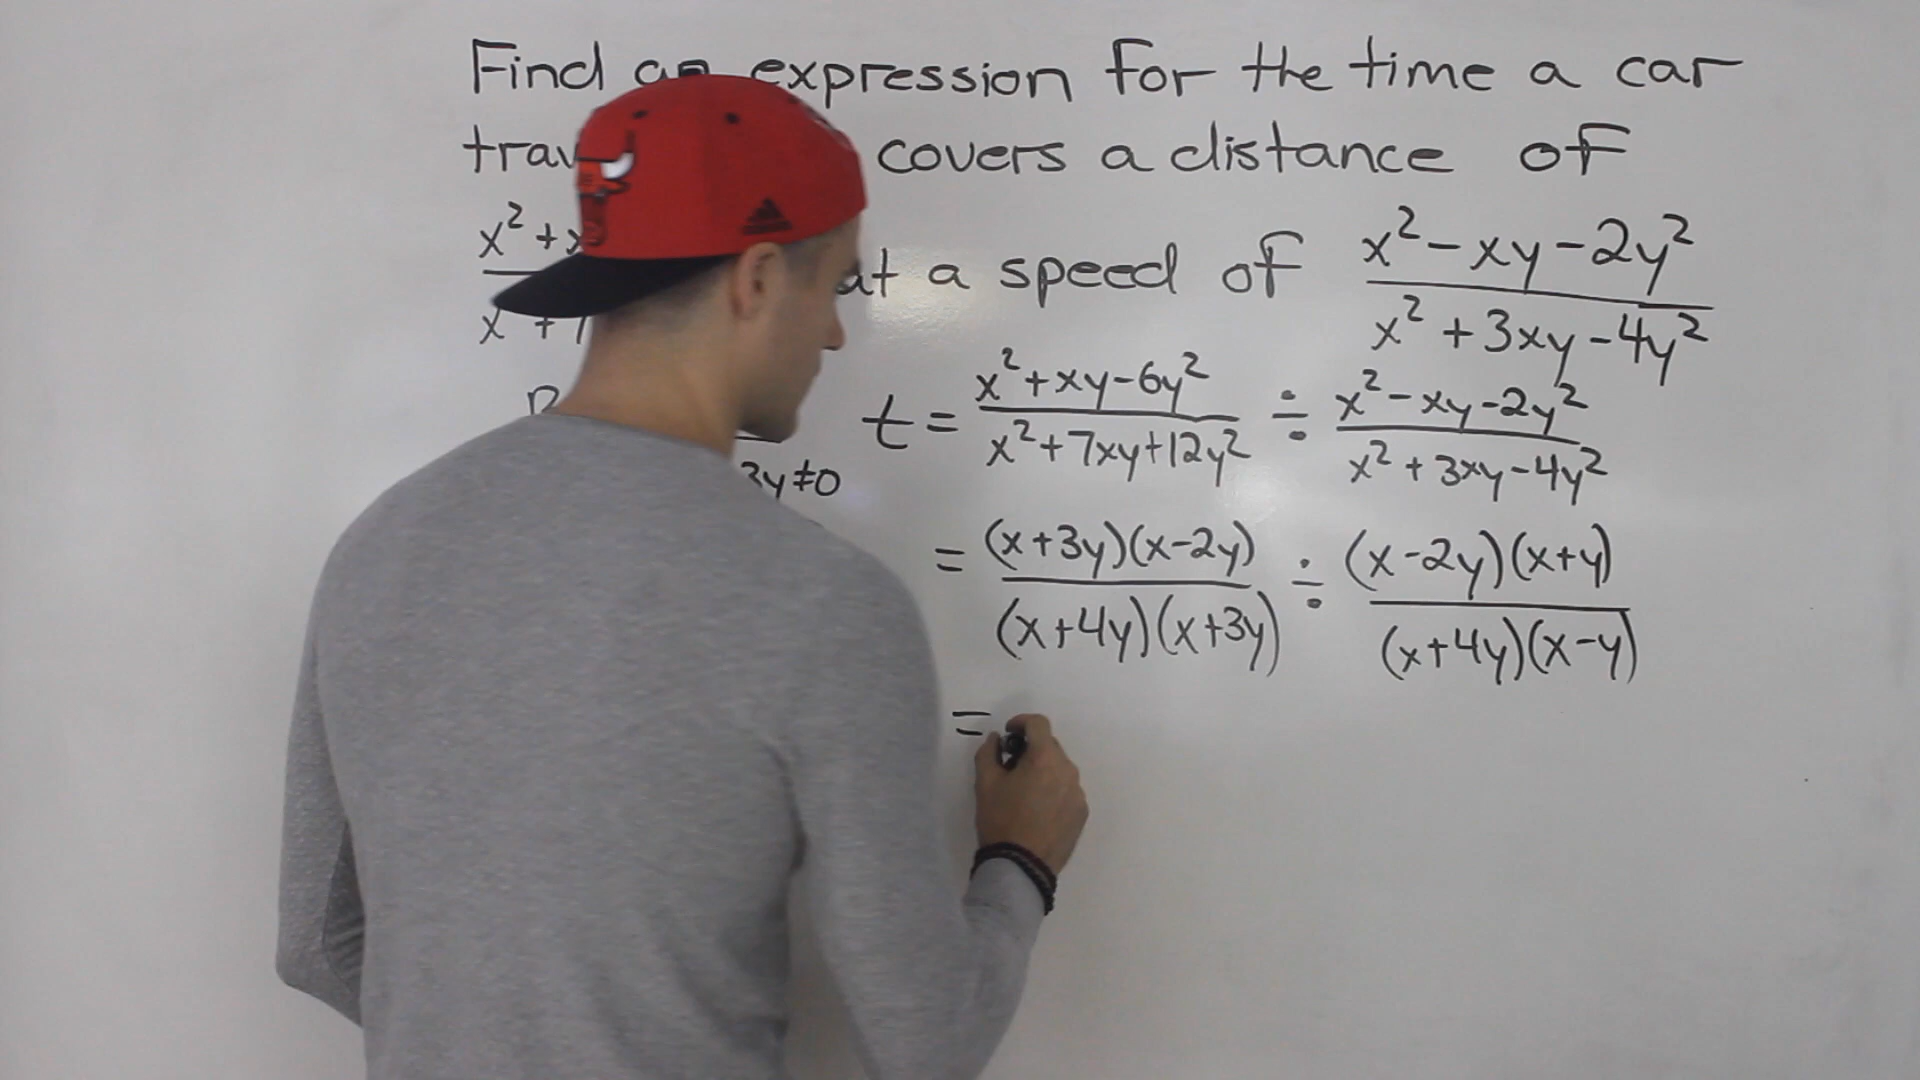 Find an expression for the time a car
covers a distance of
x² + at a speed of x² - xy - 2y² / x² + 3xy - 4y²
3y ≠ 0
t = x² + xy - 6y² / x² + 7xy + 12y² ÷ x² - xy - 2y² / x² + 3xy - 4y²
= (x+3y)(x-2y) / (x+4y)(x+3y) ÷ (x-2y)(x+y) / (x+4y)(x-y)
=